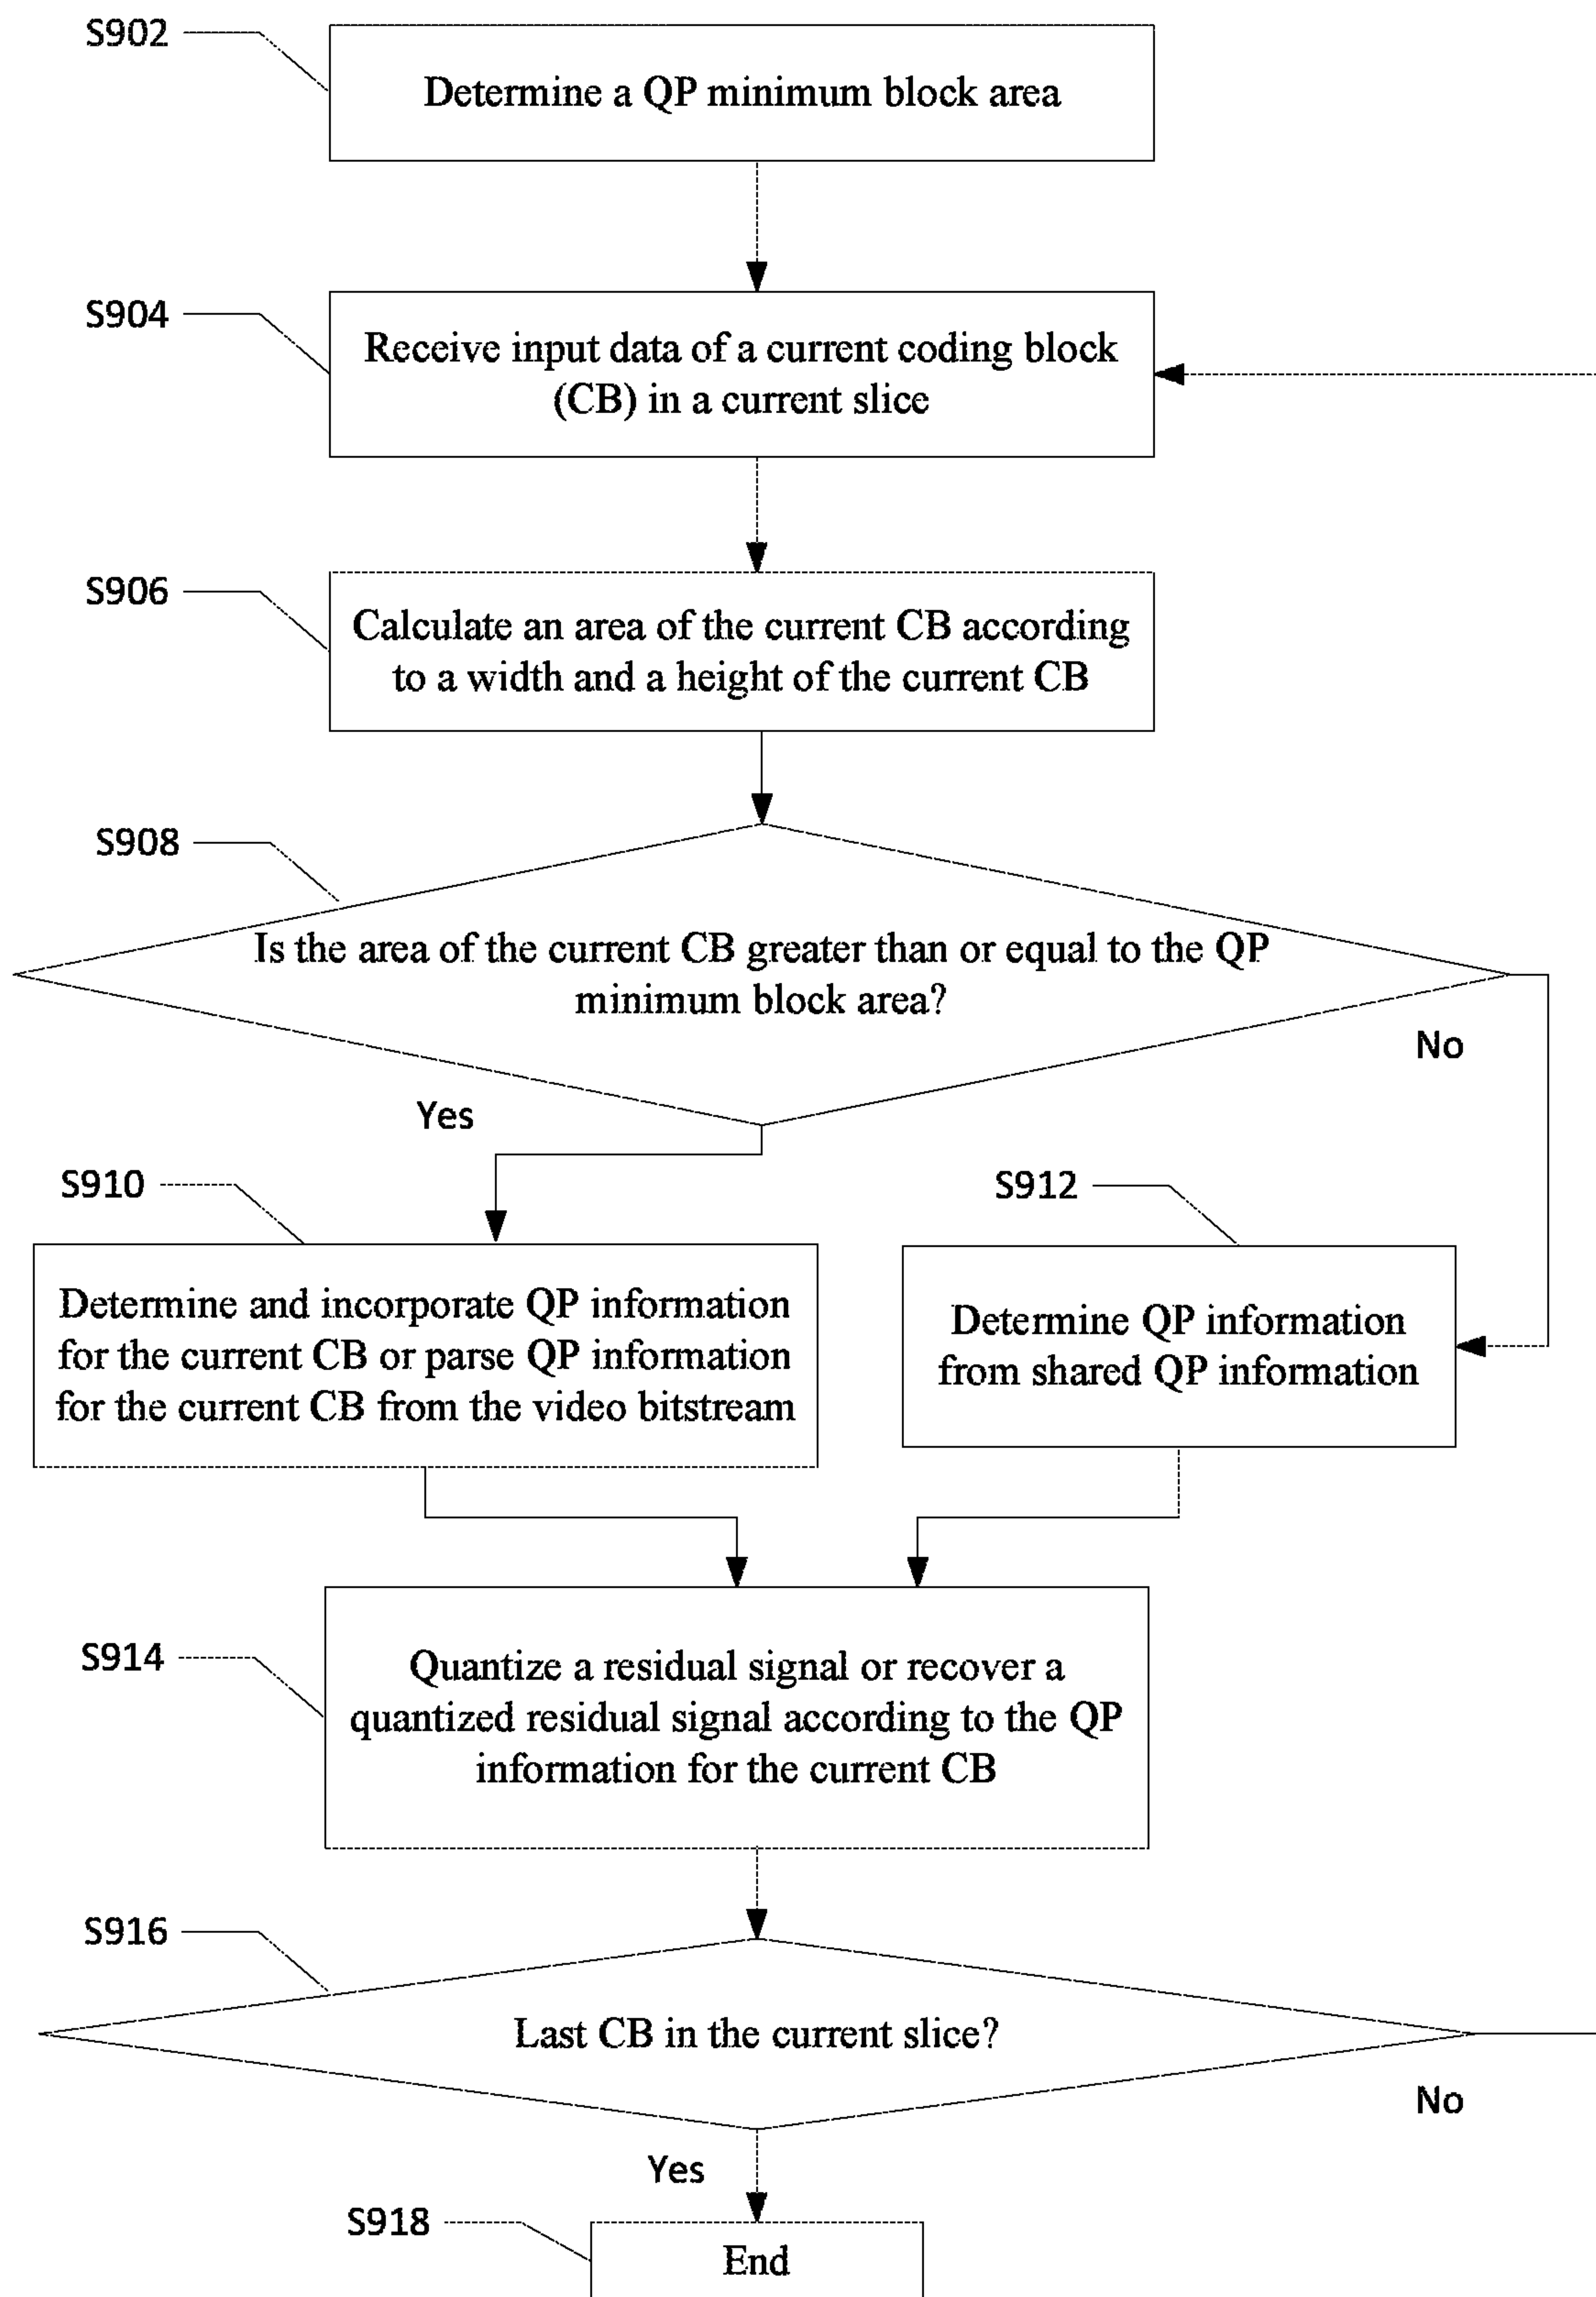 S902
Determine a QP minimum block area
S904
Receive input data of a current coding block
(CB) in a current slice
S906
Calculate an area of the current CB according
to a width and a height of the current CB
S908
Is the area of the current CB greater than or equal to the QP
minimum block area?
No
Yes
S910
S912
Determine and incorporate QP information
for the current CB or parse QP information
for the current CB from the video bitstream
Determine QP information
from shared QP information
S914
Quantize a residual signal or recover a
quantized residual signal according to the QP
information for the current CB
S916
Last CB in the current slice?
No
Yes
S918
End